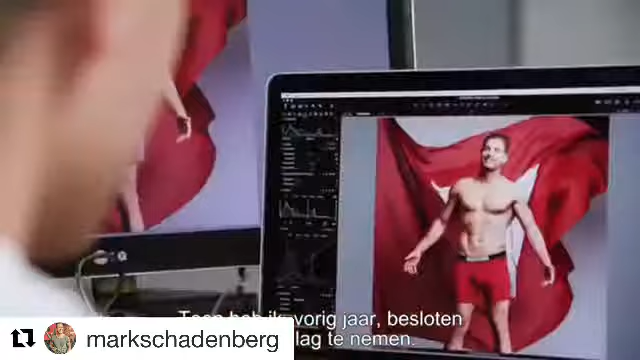 Toen heb ik vorig jaar, besloten
lag te nemen.
markschadenberg